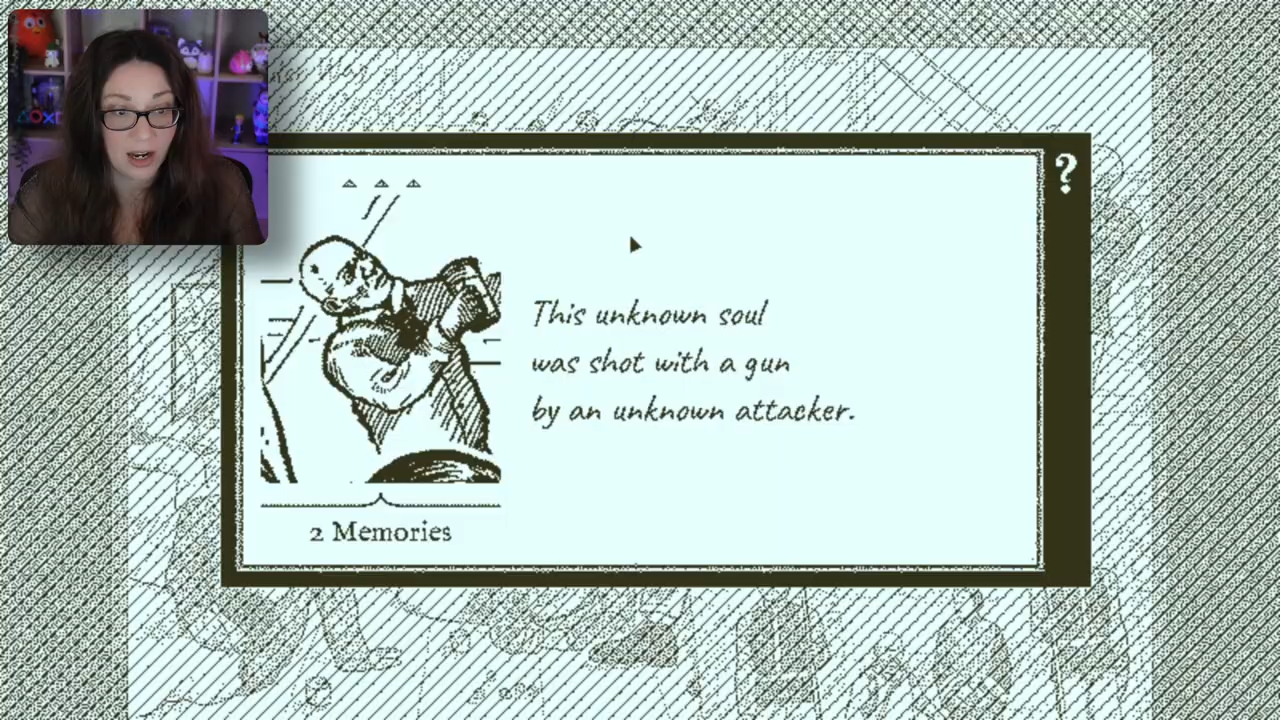 ?
This unknown soul
was shot with a gun
by an unknown attacker.
2 Memories